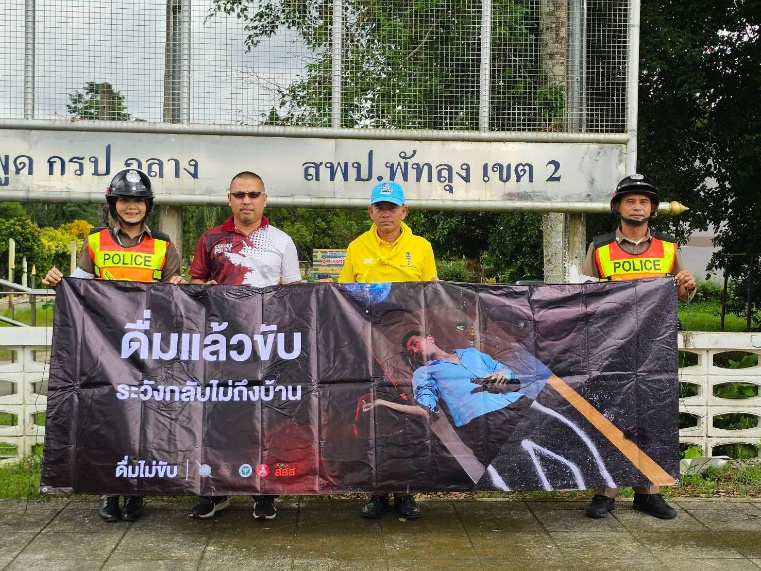 พูด กรป กลาง
สพป.พัทลุง เขต 2
POLICE
POLICE
ดื่มแล้วขับ
ระวังกลับไม่ถึงบ้าน
ดื่มไม่ขับ
สสส